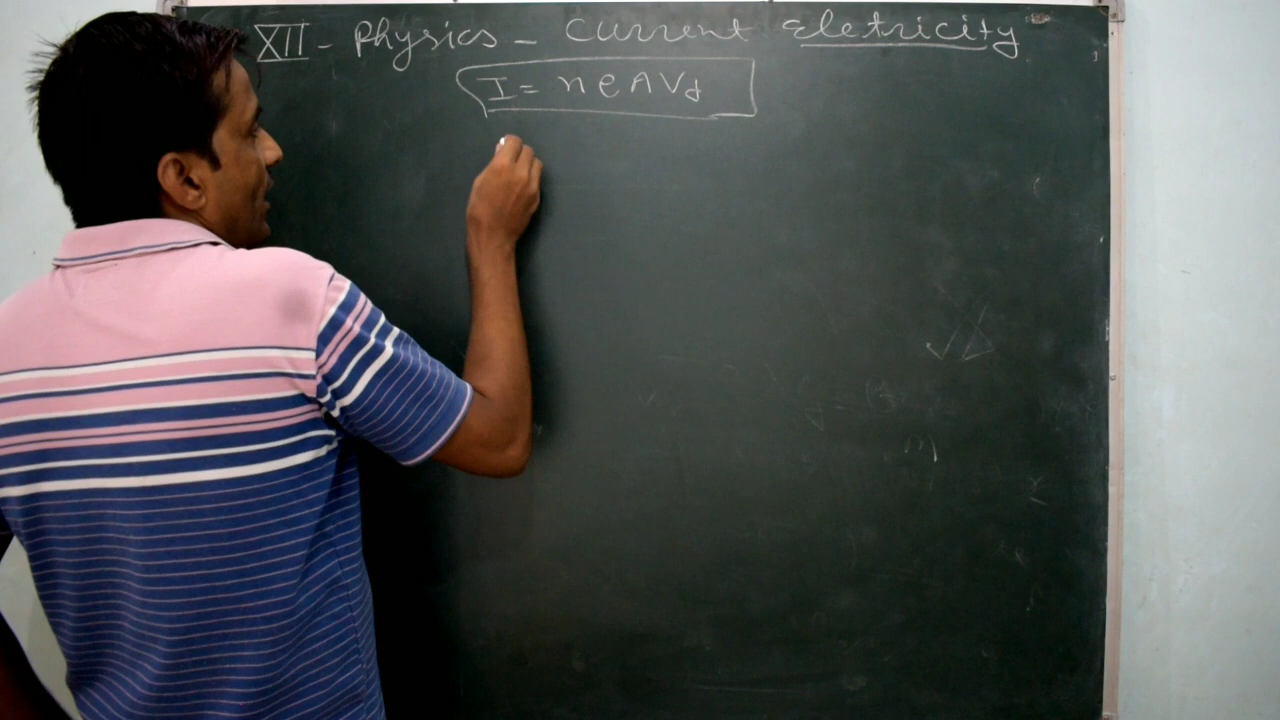 XII - Physics - Current Eletricity
I = neAVd